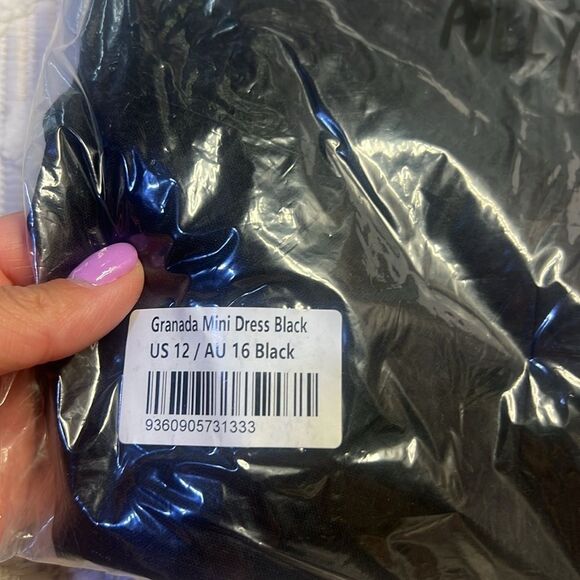 Granada Mini Dress Black
US 12 / AU 16 Black
9360905731333